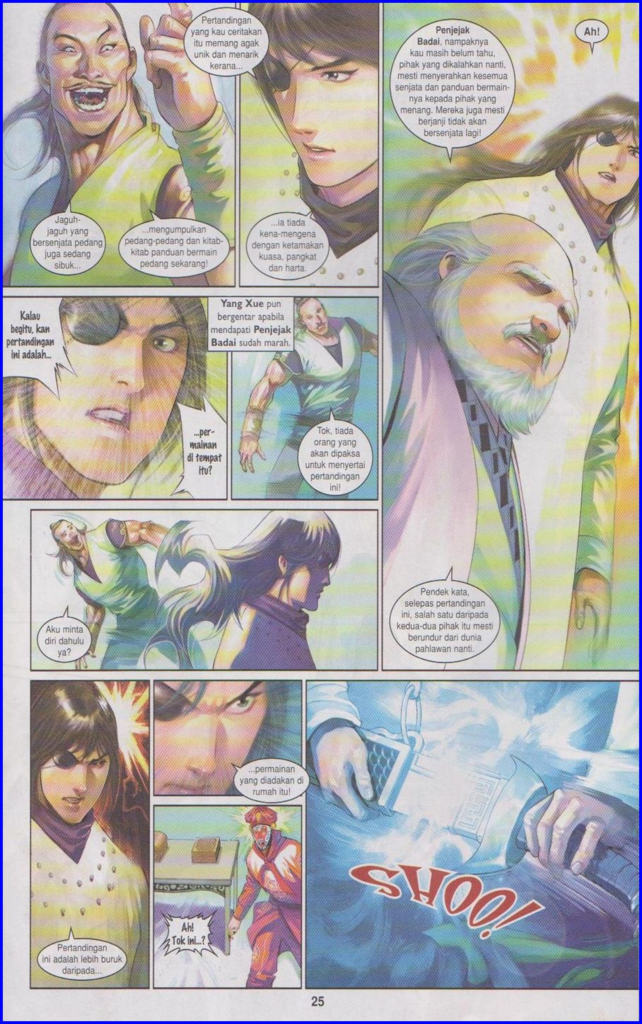 Pertandingan
yang kau ceritakan
itu memang agak
unik dan menarik
kerana...
Jaguh-
jaguh yang
bersenjata pedang
juga sedang
sibuk...
...mengumpulkan
pedang-pedang dan kitab-
kitab panduan bermain
pedang sekarang!
...ia tiada
kena-mengena
dengan ketamakan
kuasa, pangkat
dan harta.
Penjejak
Badai, nampaknya
kau masih belum tahu,
pihak yang dikalahkan nanti,
mesti menyerahkan kesemua
senjata dan panduan bermain-
nya kepada pihak yang
menang. Mereka juga mesti
berjanji tidak akan
bersenjata lagi!
Ah!
Kalau
begitu, kan
pertandingan
ini adalah...
...per-
mainan
di tempat
itu?
Yang Xue pun
bergentar apabila
mendapati Penjejak
Badai sudah marah.
Tok, tiada
orang yang
akan dipaksa
untuk menyertai
pertandingan
ini!
Aku minta
diri dahulu
ya?
Pendek kata,
selepas pertandingan
ini, salah satu daripada
kedua-dua pihak itu mesti
berundur dari dunia
pahlawan nanti.
Pertandingan
ini adalah lebih buruk
daripada...
...permainan
yang diadakan di
rumah itu!
Ah!
Tok ini...?
SHOO!
25